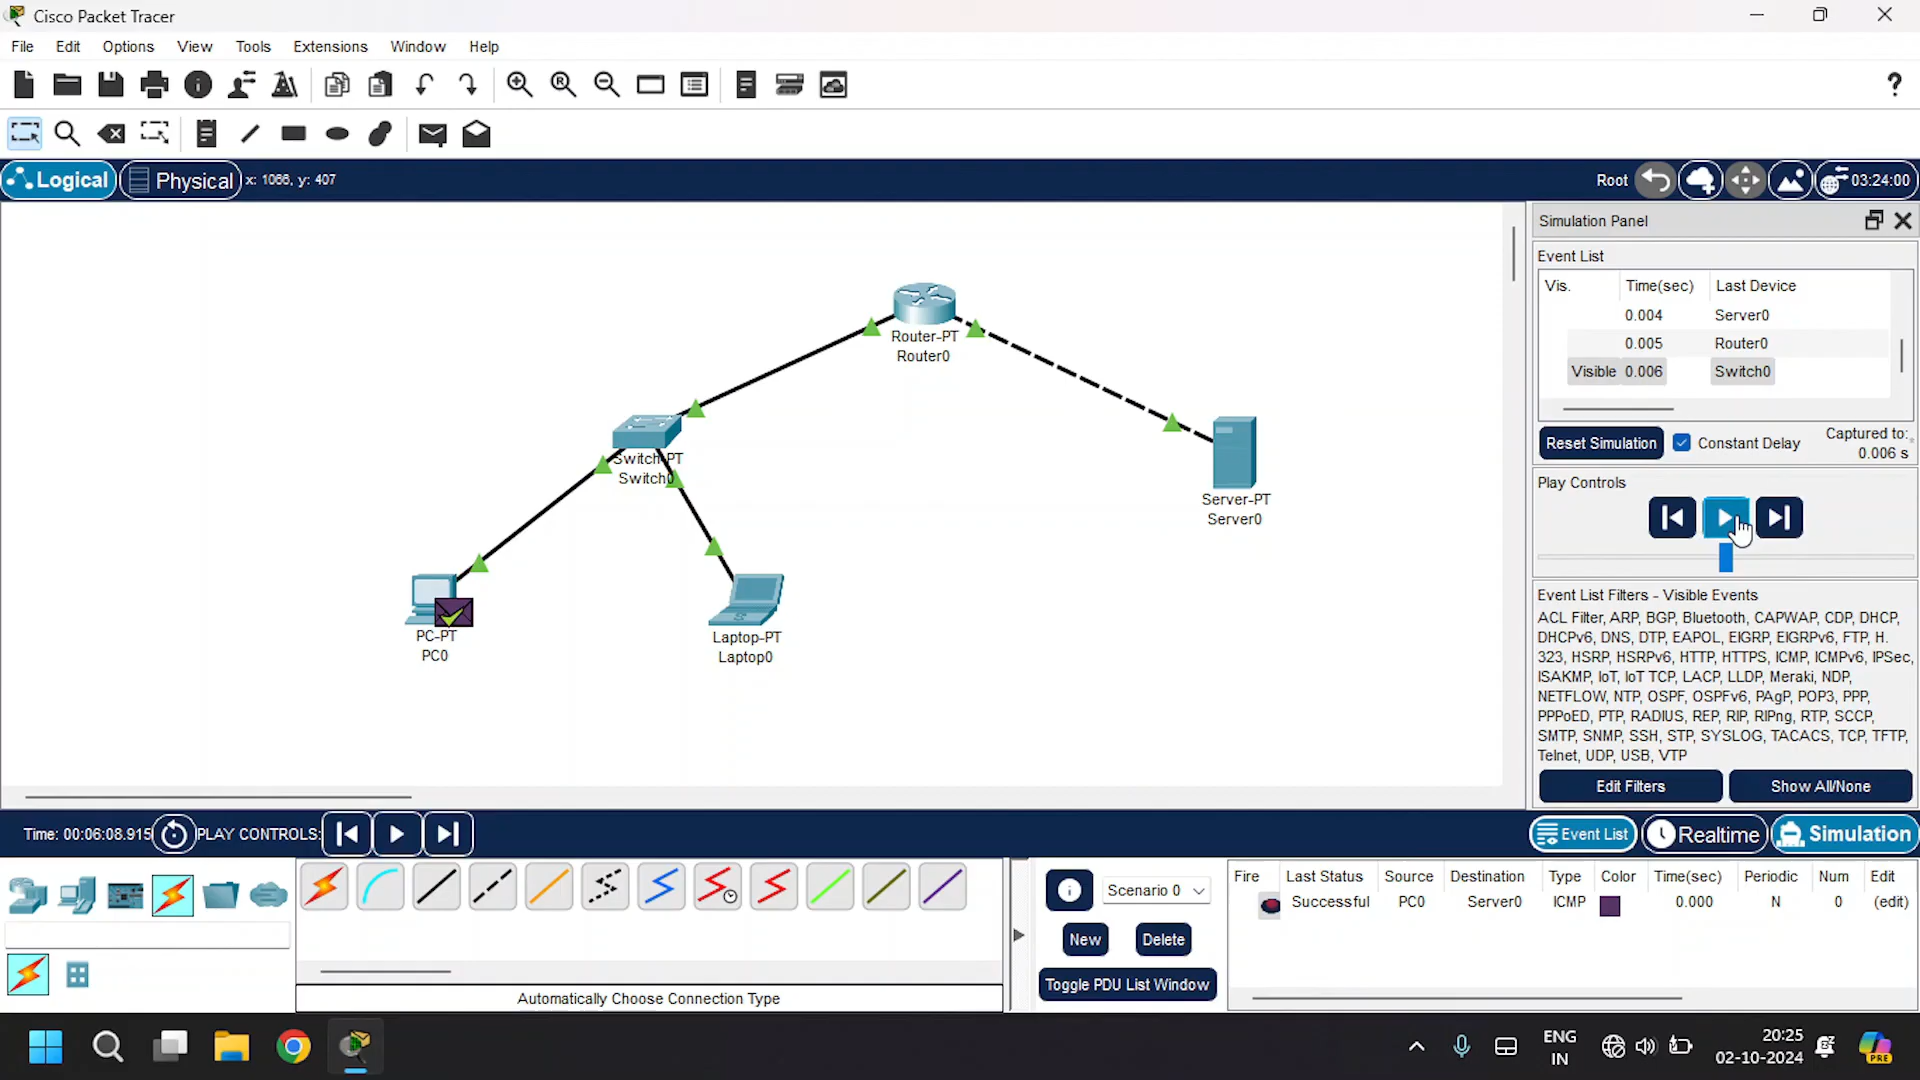 Cisco Packet Tracer
File Edit Options View Tools Extensions Window Help
Logical Physical x: 1066, y: 407 Root 03:24:00
Simulation Panel
Event List
Vis. Time(sec) Last Device
0.004 Server0
0.005 Router0
Visible 0.006 Switch0
Reset Simulation Constant Delay Captured to:
0.006 s
Play Controls
Event List Filters - Visible Events
ACL Filter, ARP, BGP, Bluetooth, CAPWAP, CDP, DHCP,
DHCPv6, DNS, DTP, EAPOL, EIGRP, EIGRPv6, FTP, H.
323, HSRP, HSRPv6, HTTP, HTTPS, ICMP, ICMPv6, IPSec,
ISAKMP, IoT, IoT TCP, LACP, LLDP, Meraki, NDP,
NETFLOW, NTP, OSPF, OSPFv6, PAgP, POP3, PPP,
PPPoED, PTP, RADIUS, REP, RIP, RIPng, RTP, SCCP,
SMTP, SNMP, SSH, STP, SYSLOG, TACACS, TCP, TFTP,
Telnet, UDP, USB, VTP
Edit Filters Show All/None
Router-PT
Router0
Switch-PT
Switch0
Server-PT
Server0
PC-PT
PC0
Laptop-PT
Laptop0
Time: 00:06:08.915 PLAY CONTROLS: Event List Realtime Simulation
Scenario 0
New Delete
Toggle PDU List Window
Fire Last Status Source Destination Type Color Time(sec) Periodic Num Edit
Successful PC0 Server0 ICMP 0.000 N 0 (edit)
Automatically Choose Connection Type
ENG
IN
20:25
02-10-2024
PRE